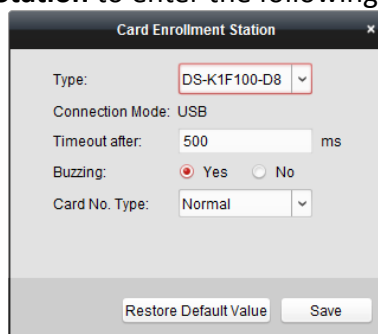 Station to enter the following
Card Enrollment Station ×
Type: DS-K1F100-D8
Connection Mode: USB
Timeout after: 500 ms
Buzzing: Yes No
Card No. Type: Normal
Restore Default Value Save